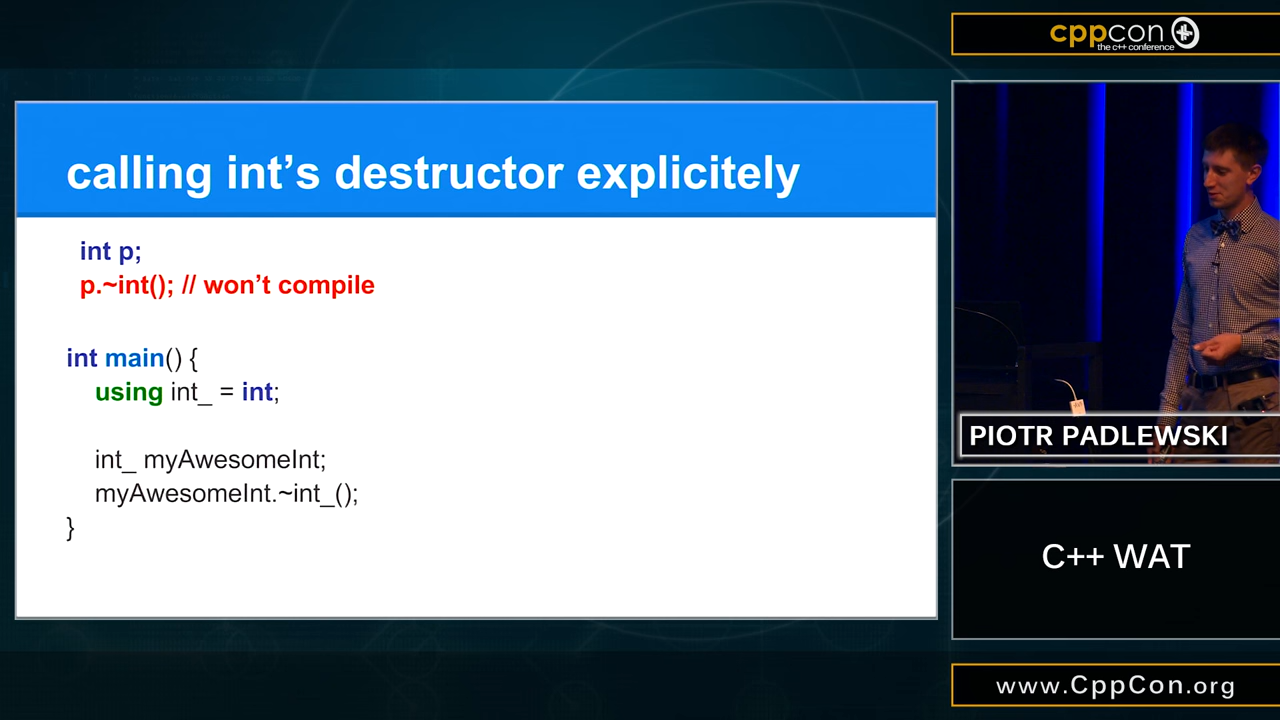 cppcon
the c++ conference
calling int’s destructor explicitely
int p;
p.~int(); // won’t compile
int main() {
using int_ = int;
int_ myAwesomeInt;
myAwesomeInt.~int_();
}
PIOTR PADLEWSKI
C++ WAT
www.CppCon.org